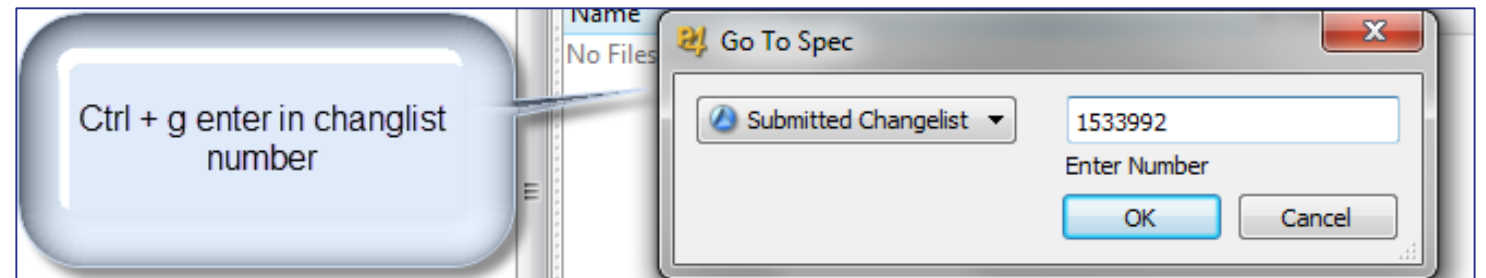 Ctrl + g enter in changlist
number
Name
No Files
Go To Spec
Submitted Changelist
1533992
Enter Number
OK
Cancel